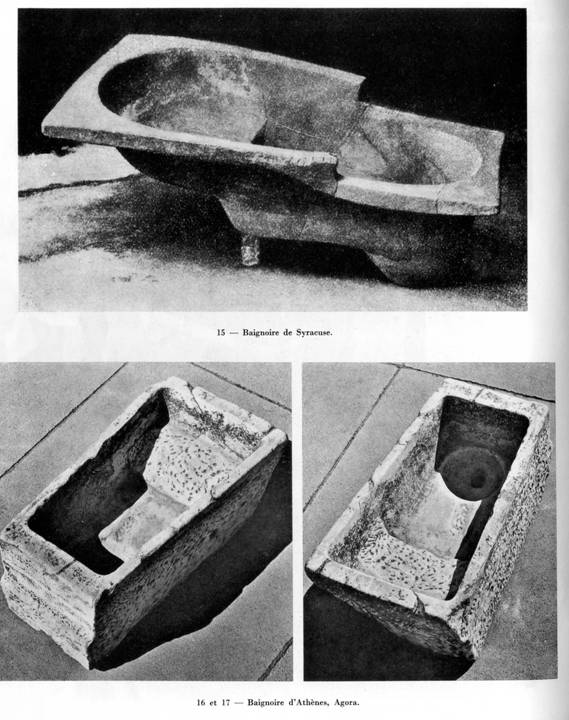 15 — Baignoire de Syracuse.
16 et 17 — Baignoire d'Athènes, Agora.